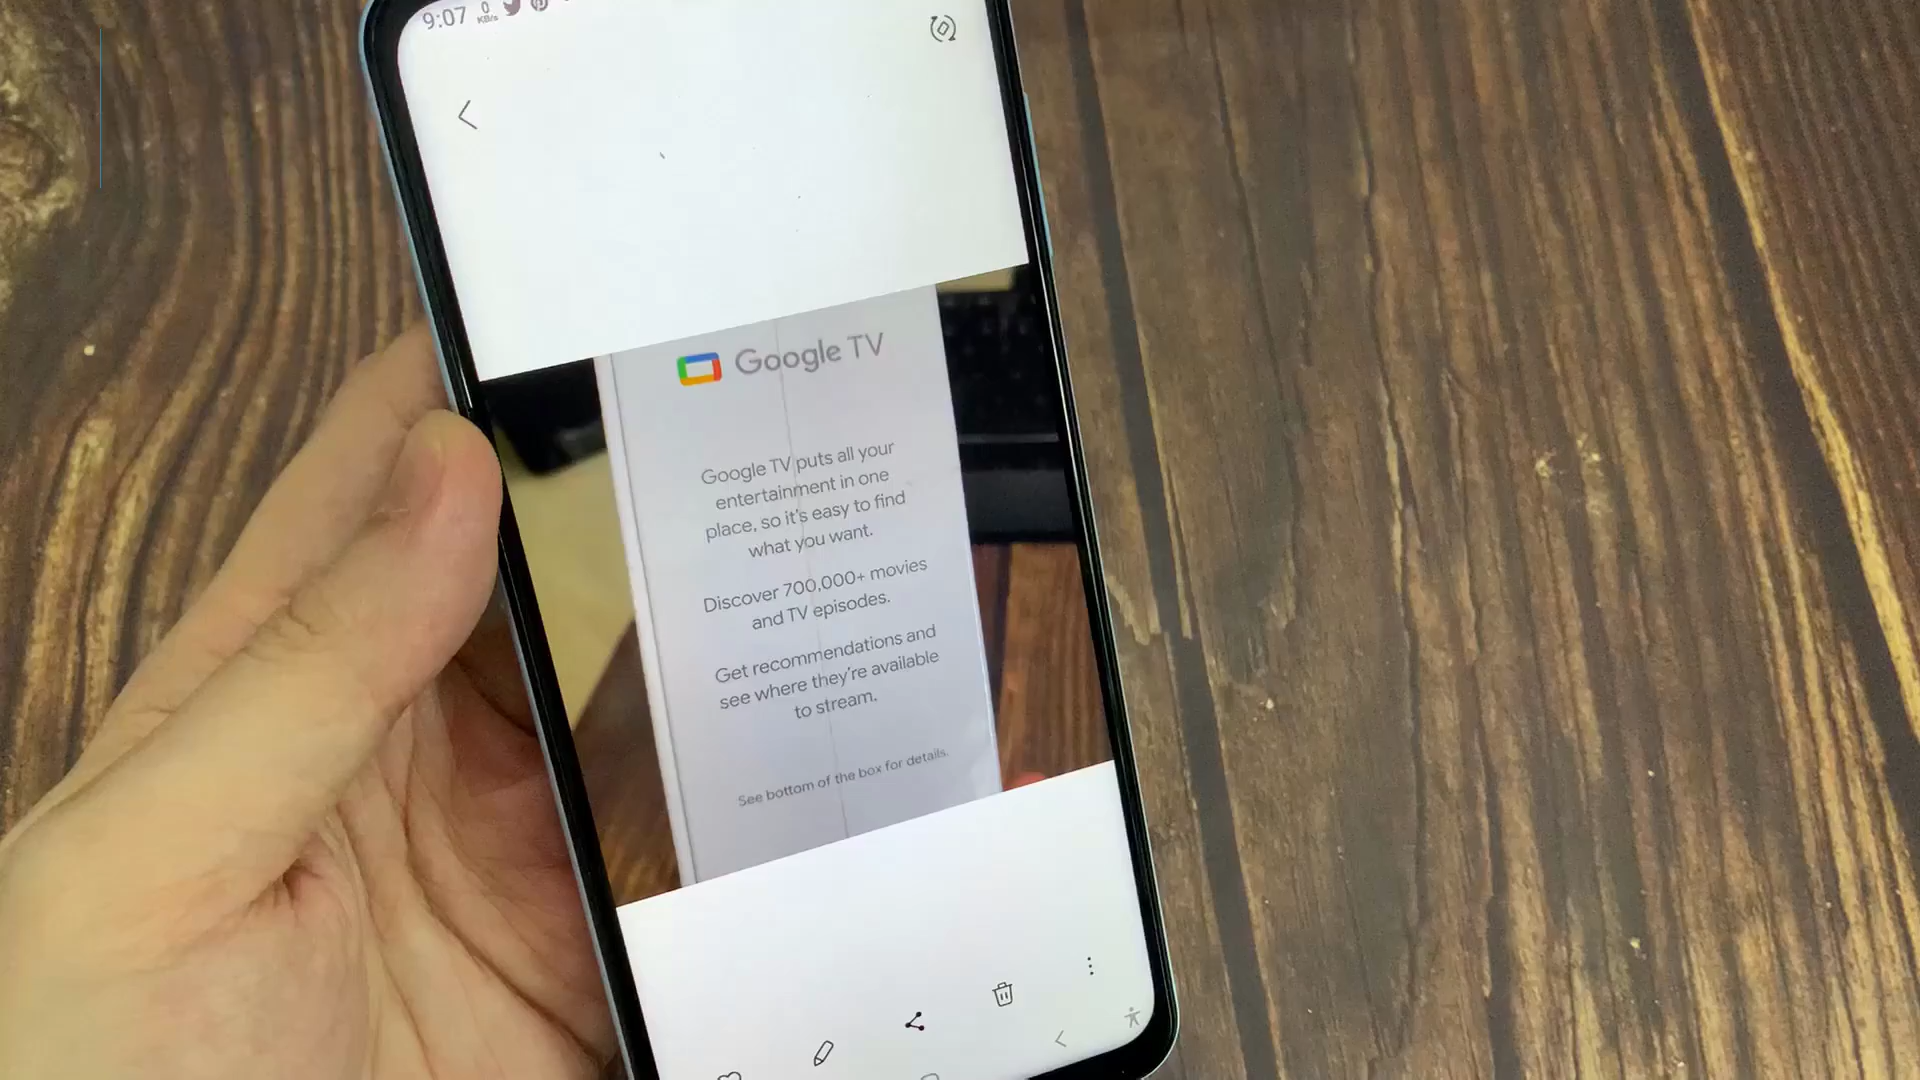 9:07 0 KB/s
Google TV
Google TV puts all your
entertainment in one
place, so it's easy to find
what you want.
Discover 700,000+ movies
and TV episodes.
Get recommendations and
see where they're available
to stream.
See bottom of the box for details.